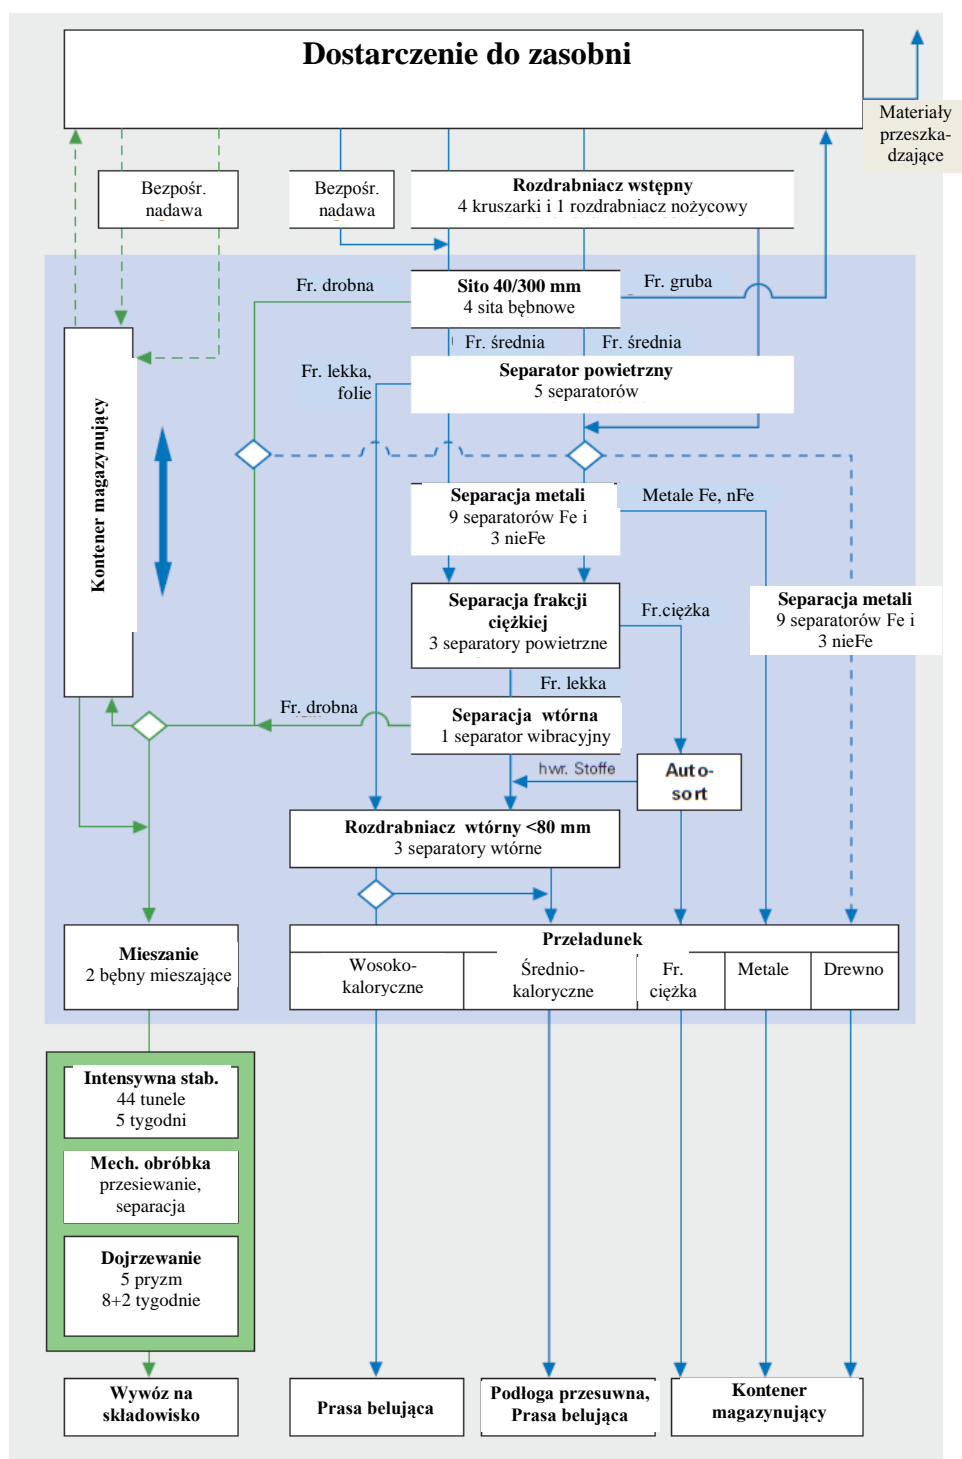 Dostarczenie do zasobni
Materiały
przeszka-
dzające
Bezpośr.
nadawa
Bezpośr.
nadawa
Rozdrabiacz wstępny
4 kruszarki i 1 rozdrabiacz nożycowy
Fr. drobna
Sito 40/300 mm
4 sita bębnowe
Fr. gruba
Fr. średnia
Fr. średnia
Fr. lekka,
folie
Separator powietrzny
5 separatorów
Kontener magazynujący
Separacja metali
9 separatorów Fe i
3 nieFe
Metale Fe, nFe
Separacja frakcji
ciężkiej
3 separatory powietrzne
Fr.ciężka
Separacja metali
9 separatorów Fe i
3 nieFe
Fr. lekka
Fr. drobna
Separacja wtórna
1 separator wibracyjny
hwr. Stoffe
Auto-
sort
Rozdrabiacz wtórny <80 mm
3 separatory wtórne
Mieszanie
2 bębny mieszające
Przeładunek
Wosoko-
kaloryczne
Średnio-
kaloryczne
Fr.
ciężka
Metale
Drewno
Intensywna stab.
44 tunele
5 tygodni
Mech. obróbka
przesiewanie,
separacja
Dojrzewanie
5 pryzm
8+2 tygodnie
Wywóz na
składowisko
Prasa belująca
Podłoga przesuwna,
Prasa belująca
Kontener
magazynujący